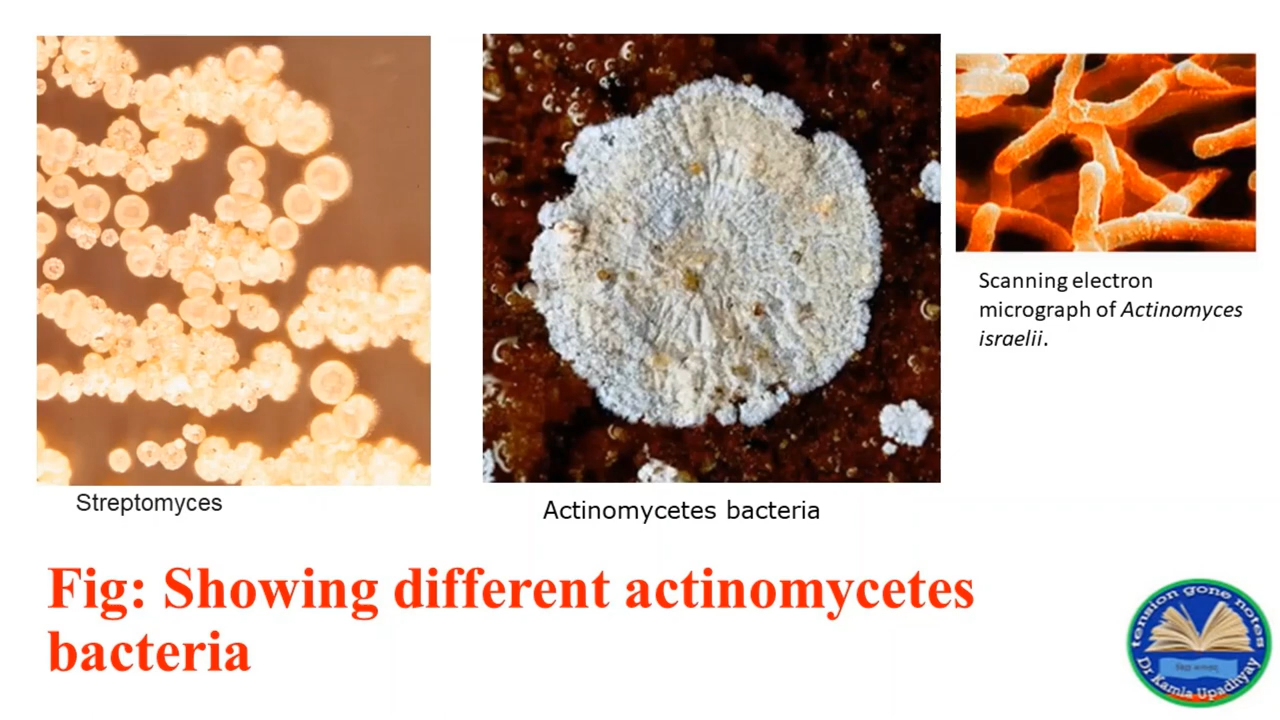 Streptomyces
Actinomycetes bacteria
Scanning electron
micrograph of Actinomyces
israelii.
Fig: Showing different actinomycetes
bacteria
tension gone notes
Dr Kamla Upadhyay